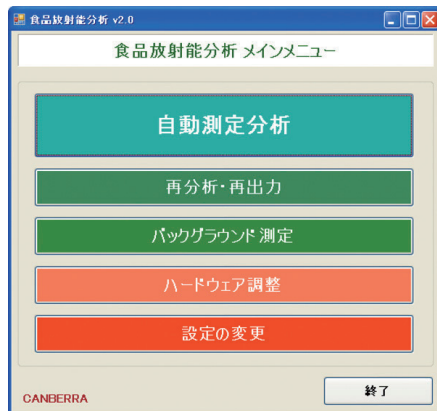 食品放射能分析 v2.0
食品放射能分析 メインメニュー
自動測定分析
再分析・再出力
バックグラウンド測定
ハードウェア調整
設定の変更
CANBERRA
終了